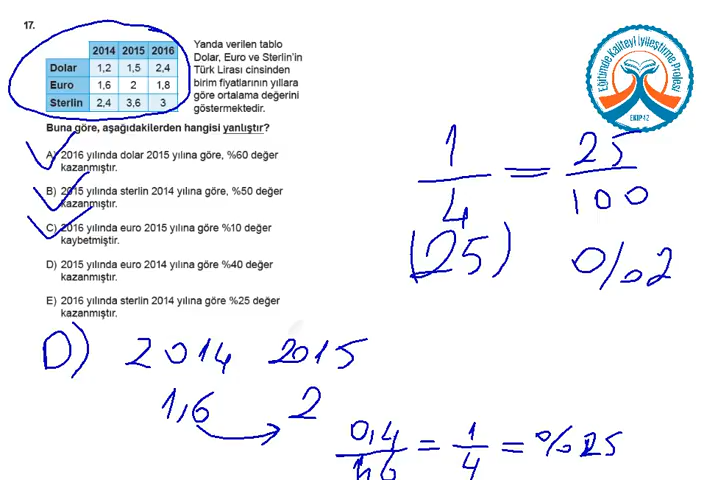 17.
2014 2015 2016
Dolar 1,2 1,5 2,4
Euro 1,6 2 1,8
Sterlin 2,4 3,6 3
Yanda verilen tablo
Dolar, Euro ve Sterlin'in
Türk Lirası cinsinden
birim fiyatlarının yıllara
göre ortalama değerini
göstermektedir.
Buna göre, aşağıdakilerden hangisi yanlıştır?
A) 2016 yılında dolar 2015 yılına göre, %60 değer
kazanmıştır.
B) 2015 yılında sterlin 2014 yılına göre, %50 değer
kazanmıştır.
C) 2016 yılında euro 2015 yılına göre %10 değer
kaybetmiştir.
D) 2015 yılında euro 2014 yılına göre %40 değer
kazanmıştır.
E) 2016 yılında sterlin 2014 yılına göre %25 değer
kazanmıştır.
Eğitimde Kaliteyi İyileştirme Projesi
EKİP42
1/4 = 25/100
(25) %2
D) 2014 2015
1,6 2
0,4/1,6 = 1/4 = %25